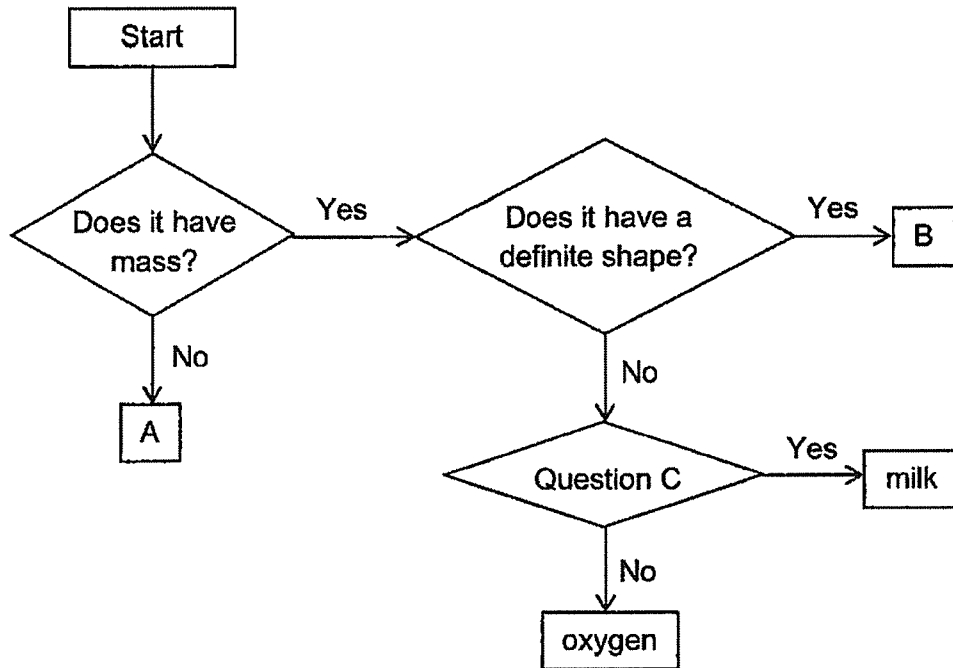 Start
Does it have
mass?
Yes
Does it have a
definite shape?
Yes
B
No
A
No
Question C
Yes
milk
No
oxygen